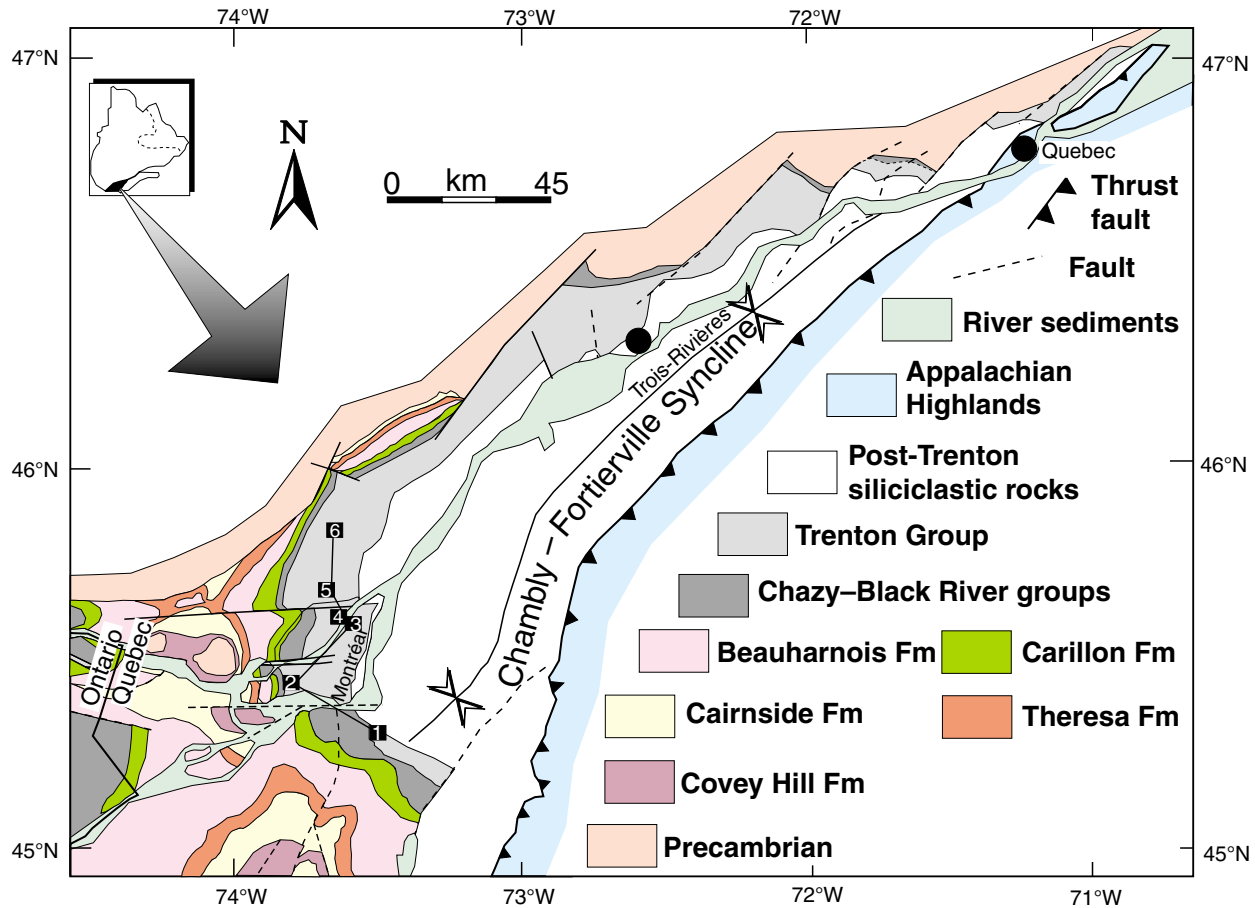 74°W
73°W
72°W
47°N
47°N
N
0 km 45
Quebec
Thrust
fault
Fault
River sediments
Trois-Rivières
Appalachian
Highlands
Chambly – Fortierville Syncline
Post-Trenton
siliciclastic rocks
46°N
46°N
Trenton Group
6
5
Chazy–Black River groups
4
3
Ontario
Quebec
Montréal
2
1
Beauharnois Fm
Carillon Fm
Cairnside Fm
Theresa Fm
Covey Hill Fm
Precambrian
45°N
45°N
74°W
73°W
72°W
71°W